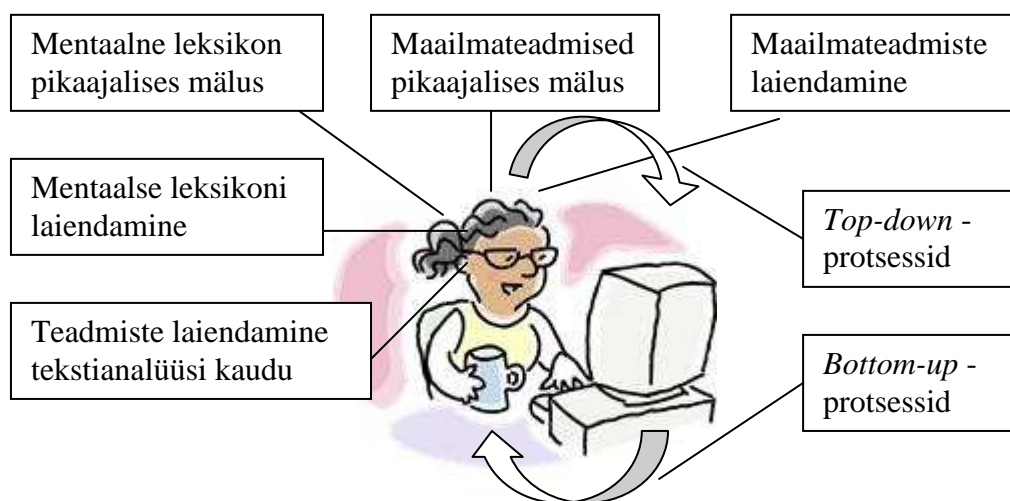 Mentaalne leksikon
pikaajalises mälus
Maailmateadmised
pikaajalises mälus
Maailmateadmiste
laiendamine
Mentaalse leksikoni
laiendamine
Top-down -
protsessid
Teadmiste laiendamine
tekstianalüüsi kaudu
Bottom-up -
protsessid